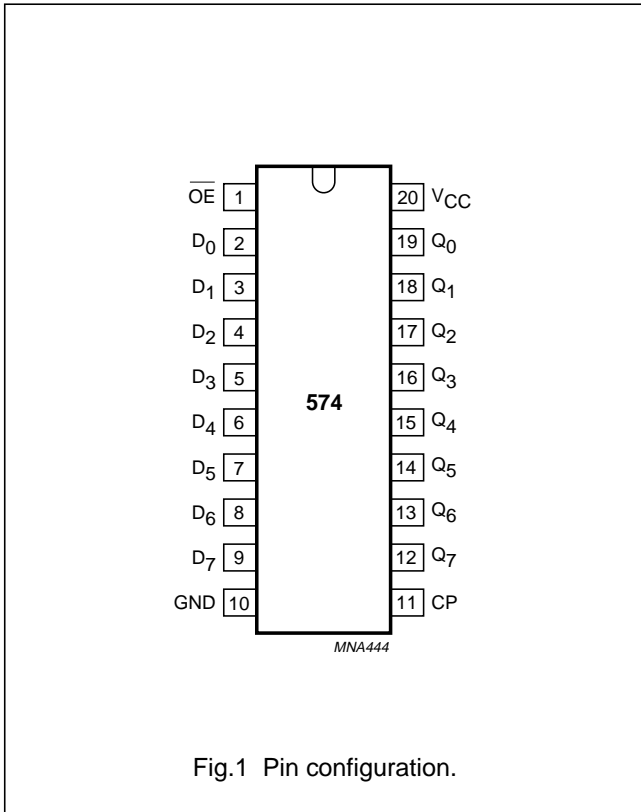 OE 1 20 VCC
D0 2 19 Q0
D1 3 18 Q1
D2 4 17 Q2
D3 5 16 Q3
574
D4 6 15 Q4
D5 7 14 Q5
D6 8 13 Q6
D7 9 12 Q7
GND 10 11 CP
MNA444
Fig.1 Pin configuration.